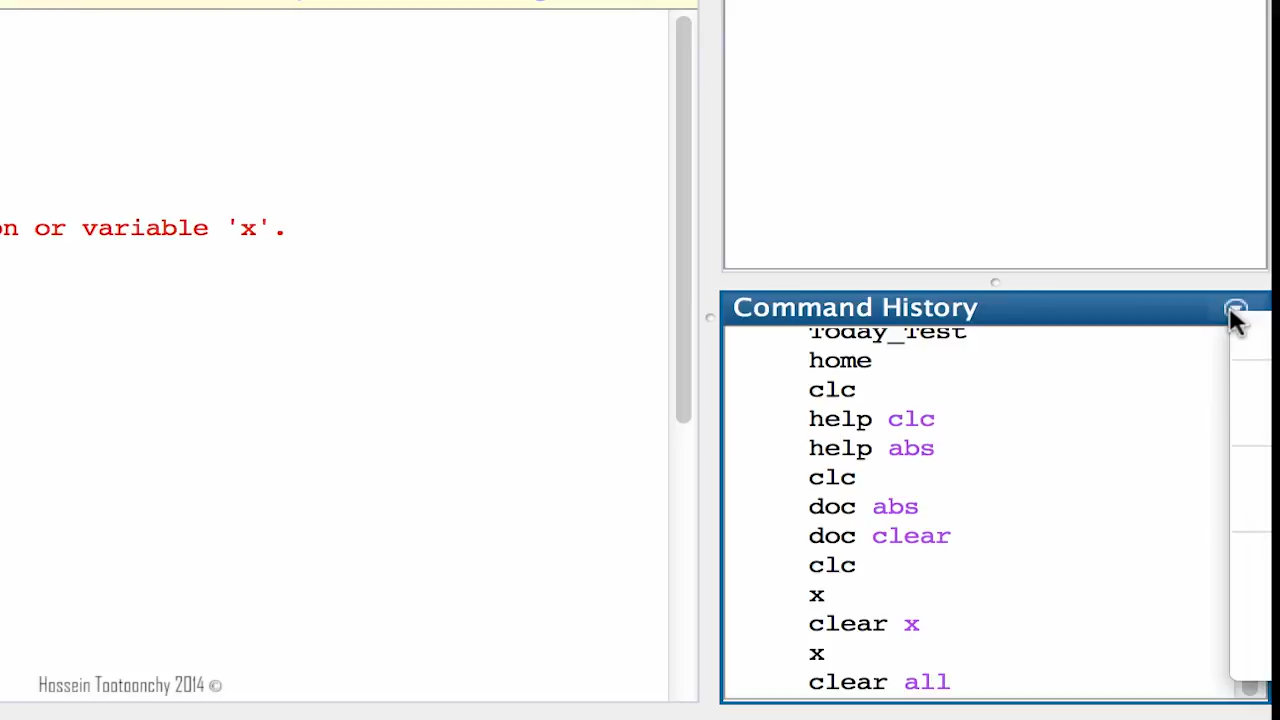 on or variable 'x'.
Command History
Today_Test
home
clc
help clc
help abs
clc
doc abs
doc clear
clc
x
clear x
x
clear all
Hossein Tootoonchy 2014 ©